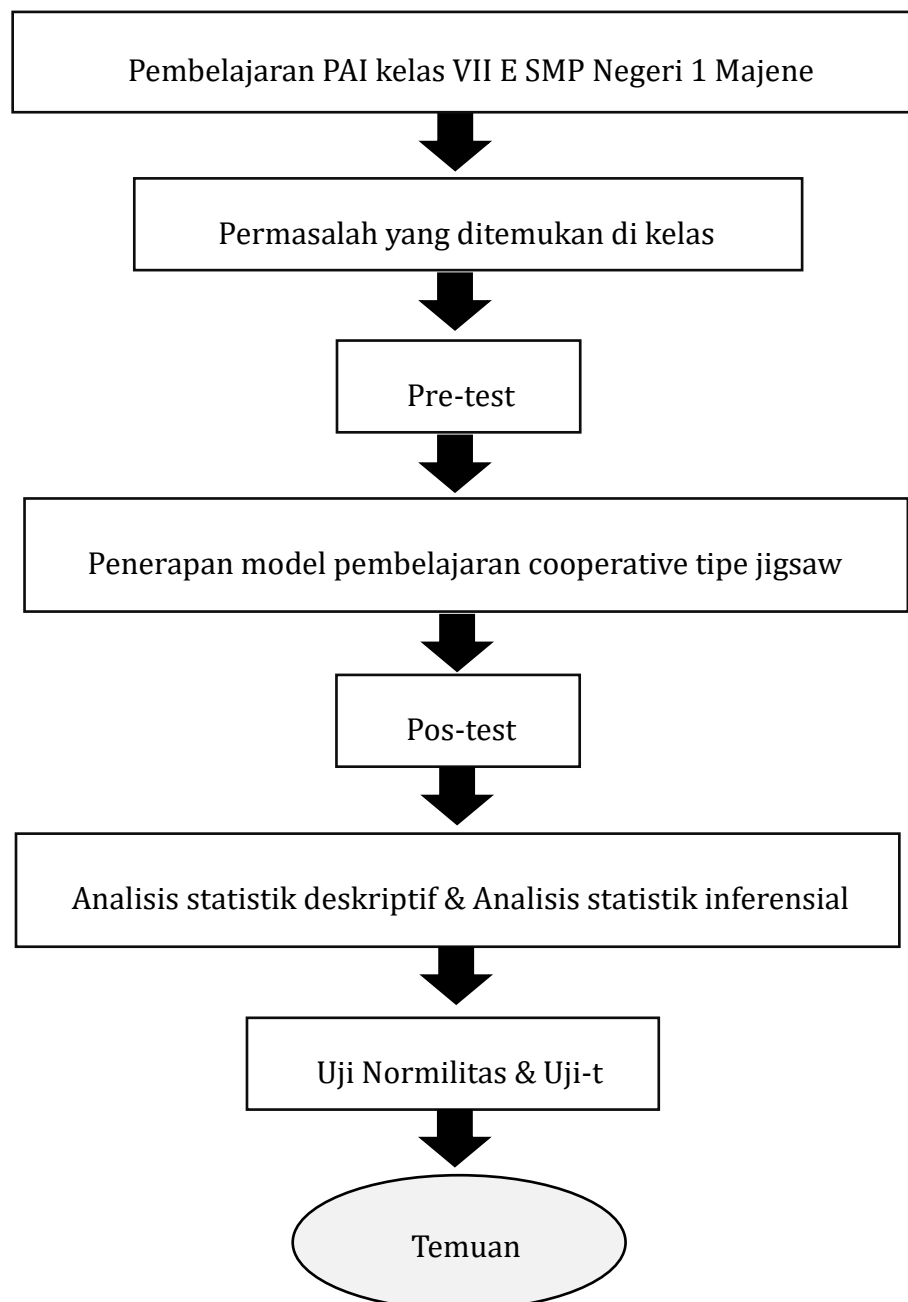 Pembelajaran PAI kelas VII E SMP Negeri 1 Majene
Permasalah yang ditemukan di kelas
Pre-test
Penerapan model pembelajaran cooperative tipe jigsaw
Pos-test
Analisis statistik deskriptif & Analisis statistik inferensial
Uji Normilitas & Uji-t
Temuan